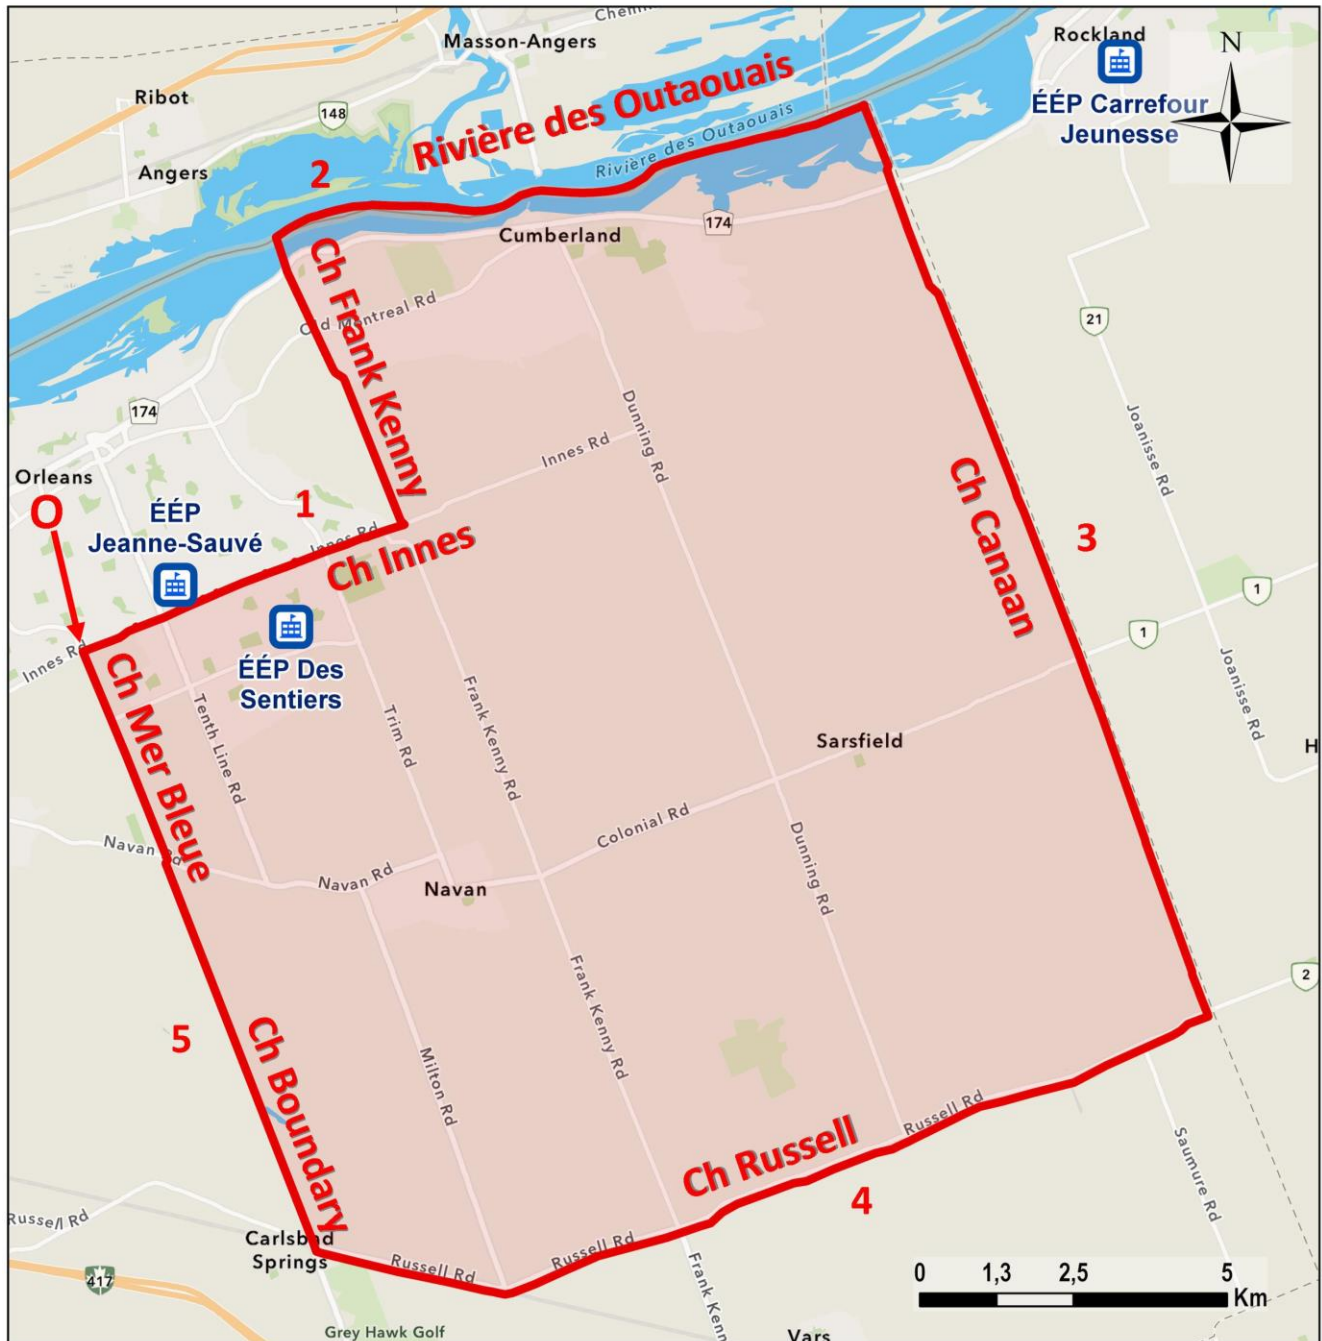 Chem
Masson-Angers
Rockland
N
Ribot
148
Rivière des Outaouais
Rivière des Outaouais
ÉÉP Carrefour
Jeunesse
Angers
2
174
Cumberland
Ch Frank Kenny
Old Montreal Rd
21
174
Dunning Rd
Joanisse Rd
Innes Rd
Orleans
O
1
ÉÉP
Jeanne-Sauvé
Innes Rd
Ch Innes
Ch Canaan
3
1
1
Innes Rd
Ch Mer Bleue
ÉÉP Des
Sentiers
Tenth Line Rd
Trim Rd
Frank Kenny Rd
Joanisse Rd
Sarsfield
H
Colonial Rd
Navan Rd
Navan Rd
Navan
Dunning Rd
2
5
Ch Boundary
Milton Rd
Frank Kenny Rd
Russell Rd
Ch Russell
4
Saumure Rd
Russell Rd
Carlsbad
Springs
Russell Rd
Russell Rd
417
Frank Kenn
0 1,3 2,5 5
Km
Grey Hawk Golf
Vars